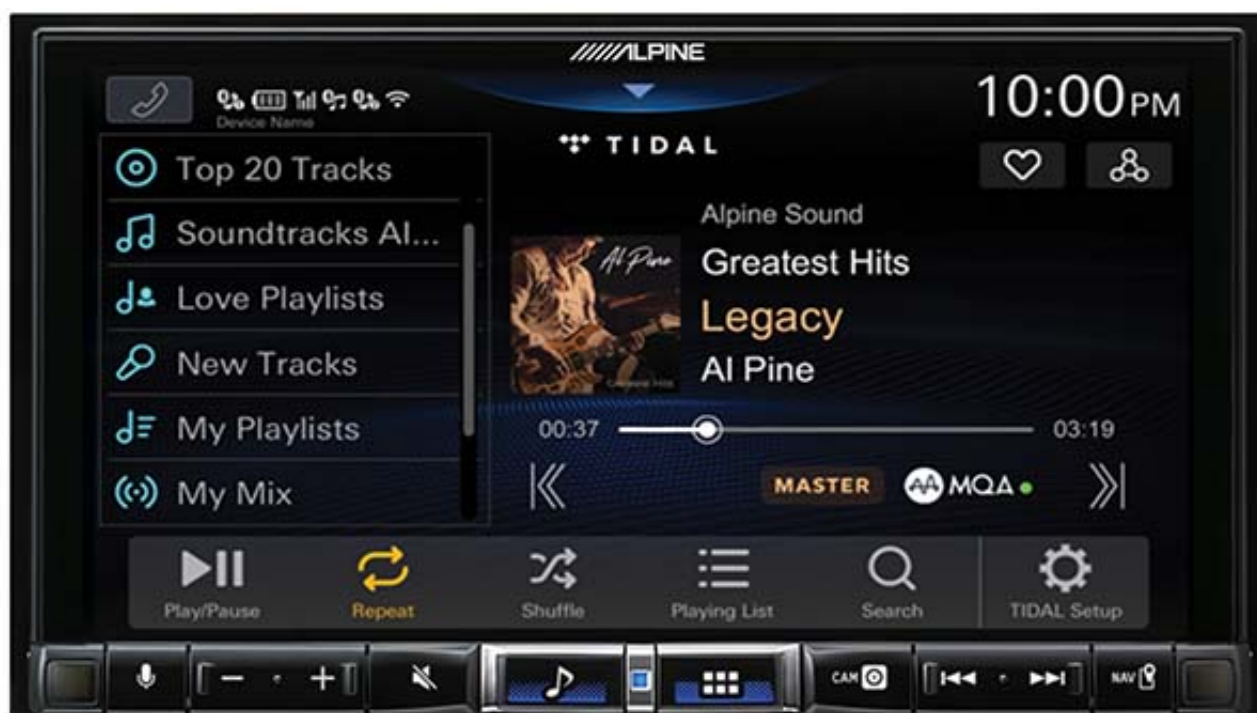 ALPINE
Device Name
10:00PM
TIDAL
Top 20 Tracks
Soundtracks Al...
Love Playlists
New Tracks
My Playlists
My Mix
Al Pine
Greatest Hits
Alpine Sound
Greatest Hits
Legacy
Al Pine
00:37
03:19
MASTER
MQA
Play/Pause
Repeat
Shuffle
Playing List
Search
TIDAL Setup
CAM
NAV